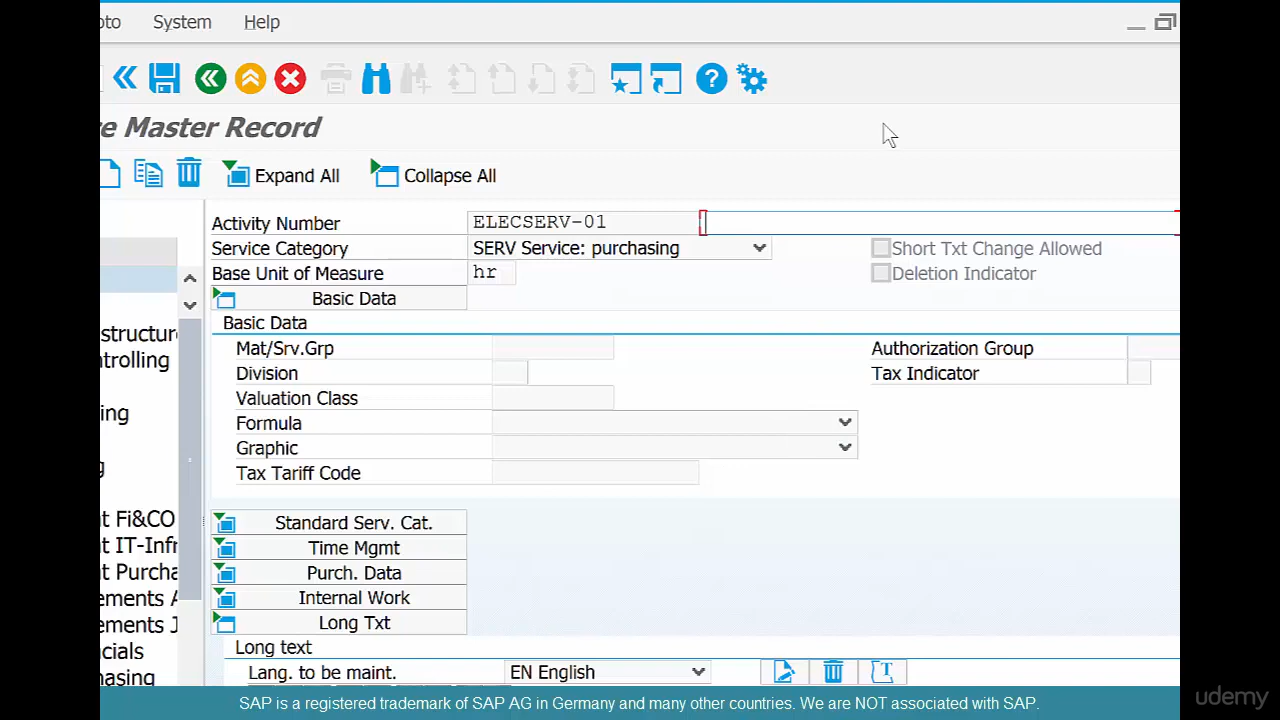 oto System Help
e Master Record
Expand All Collapse All
Activity Number ELECSERV-01
Service Category SERV Service: purchasing Short Txt Change Allowed
Base Unit of Measure hr Deletion Indicator
Basic Data
Basic Data
structure Mat/Srv.Grp Authorization Group
ntrolling Division Tax Indicator
Valuation Class
ing Formula
Graphic
g Tax Tariff Code
t Fi&CO Standard Serv. Cat.
t IT-Infr Time Mgmt
t Purcha Purch. Data
ements A Internal Work
ements J Long Txt
cials Long text
hasing Lang. to be maint. EN English
SAP is a registered trademark of SAP AG in Germany and many other countries. We are NOT associated with SAP.
udemy